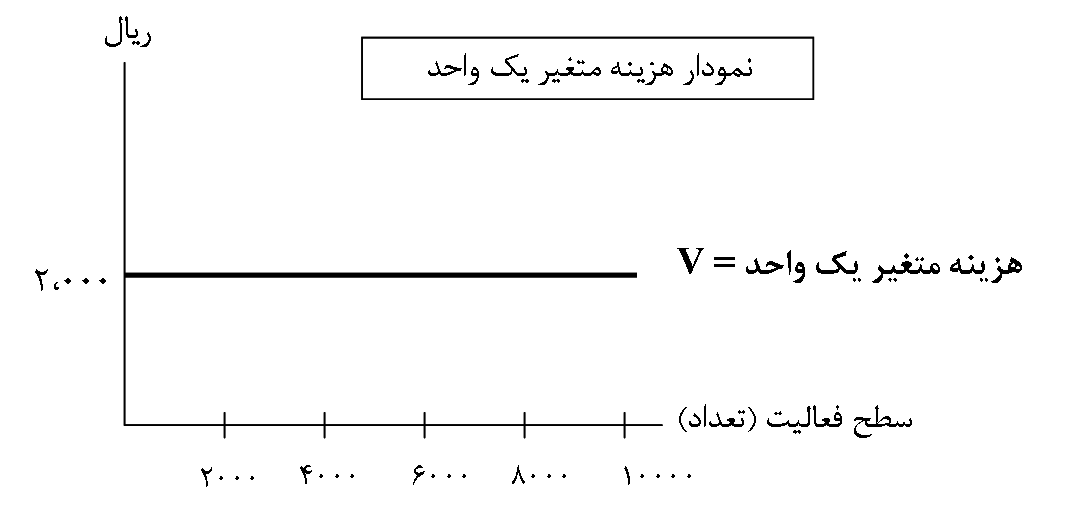 ریال
نمودار هزینه متغیر یک واحد
۲،۰۰۰
هزینه متغیر یک واحد = V
سطح فعالیت (تعداد)
۲۰۰۰ ۴۰۰۰ ۶۰۰۰ ۸۰۰۰ ۱۰۰۰۰